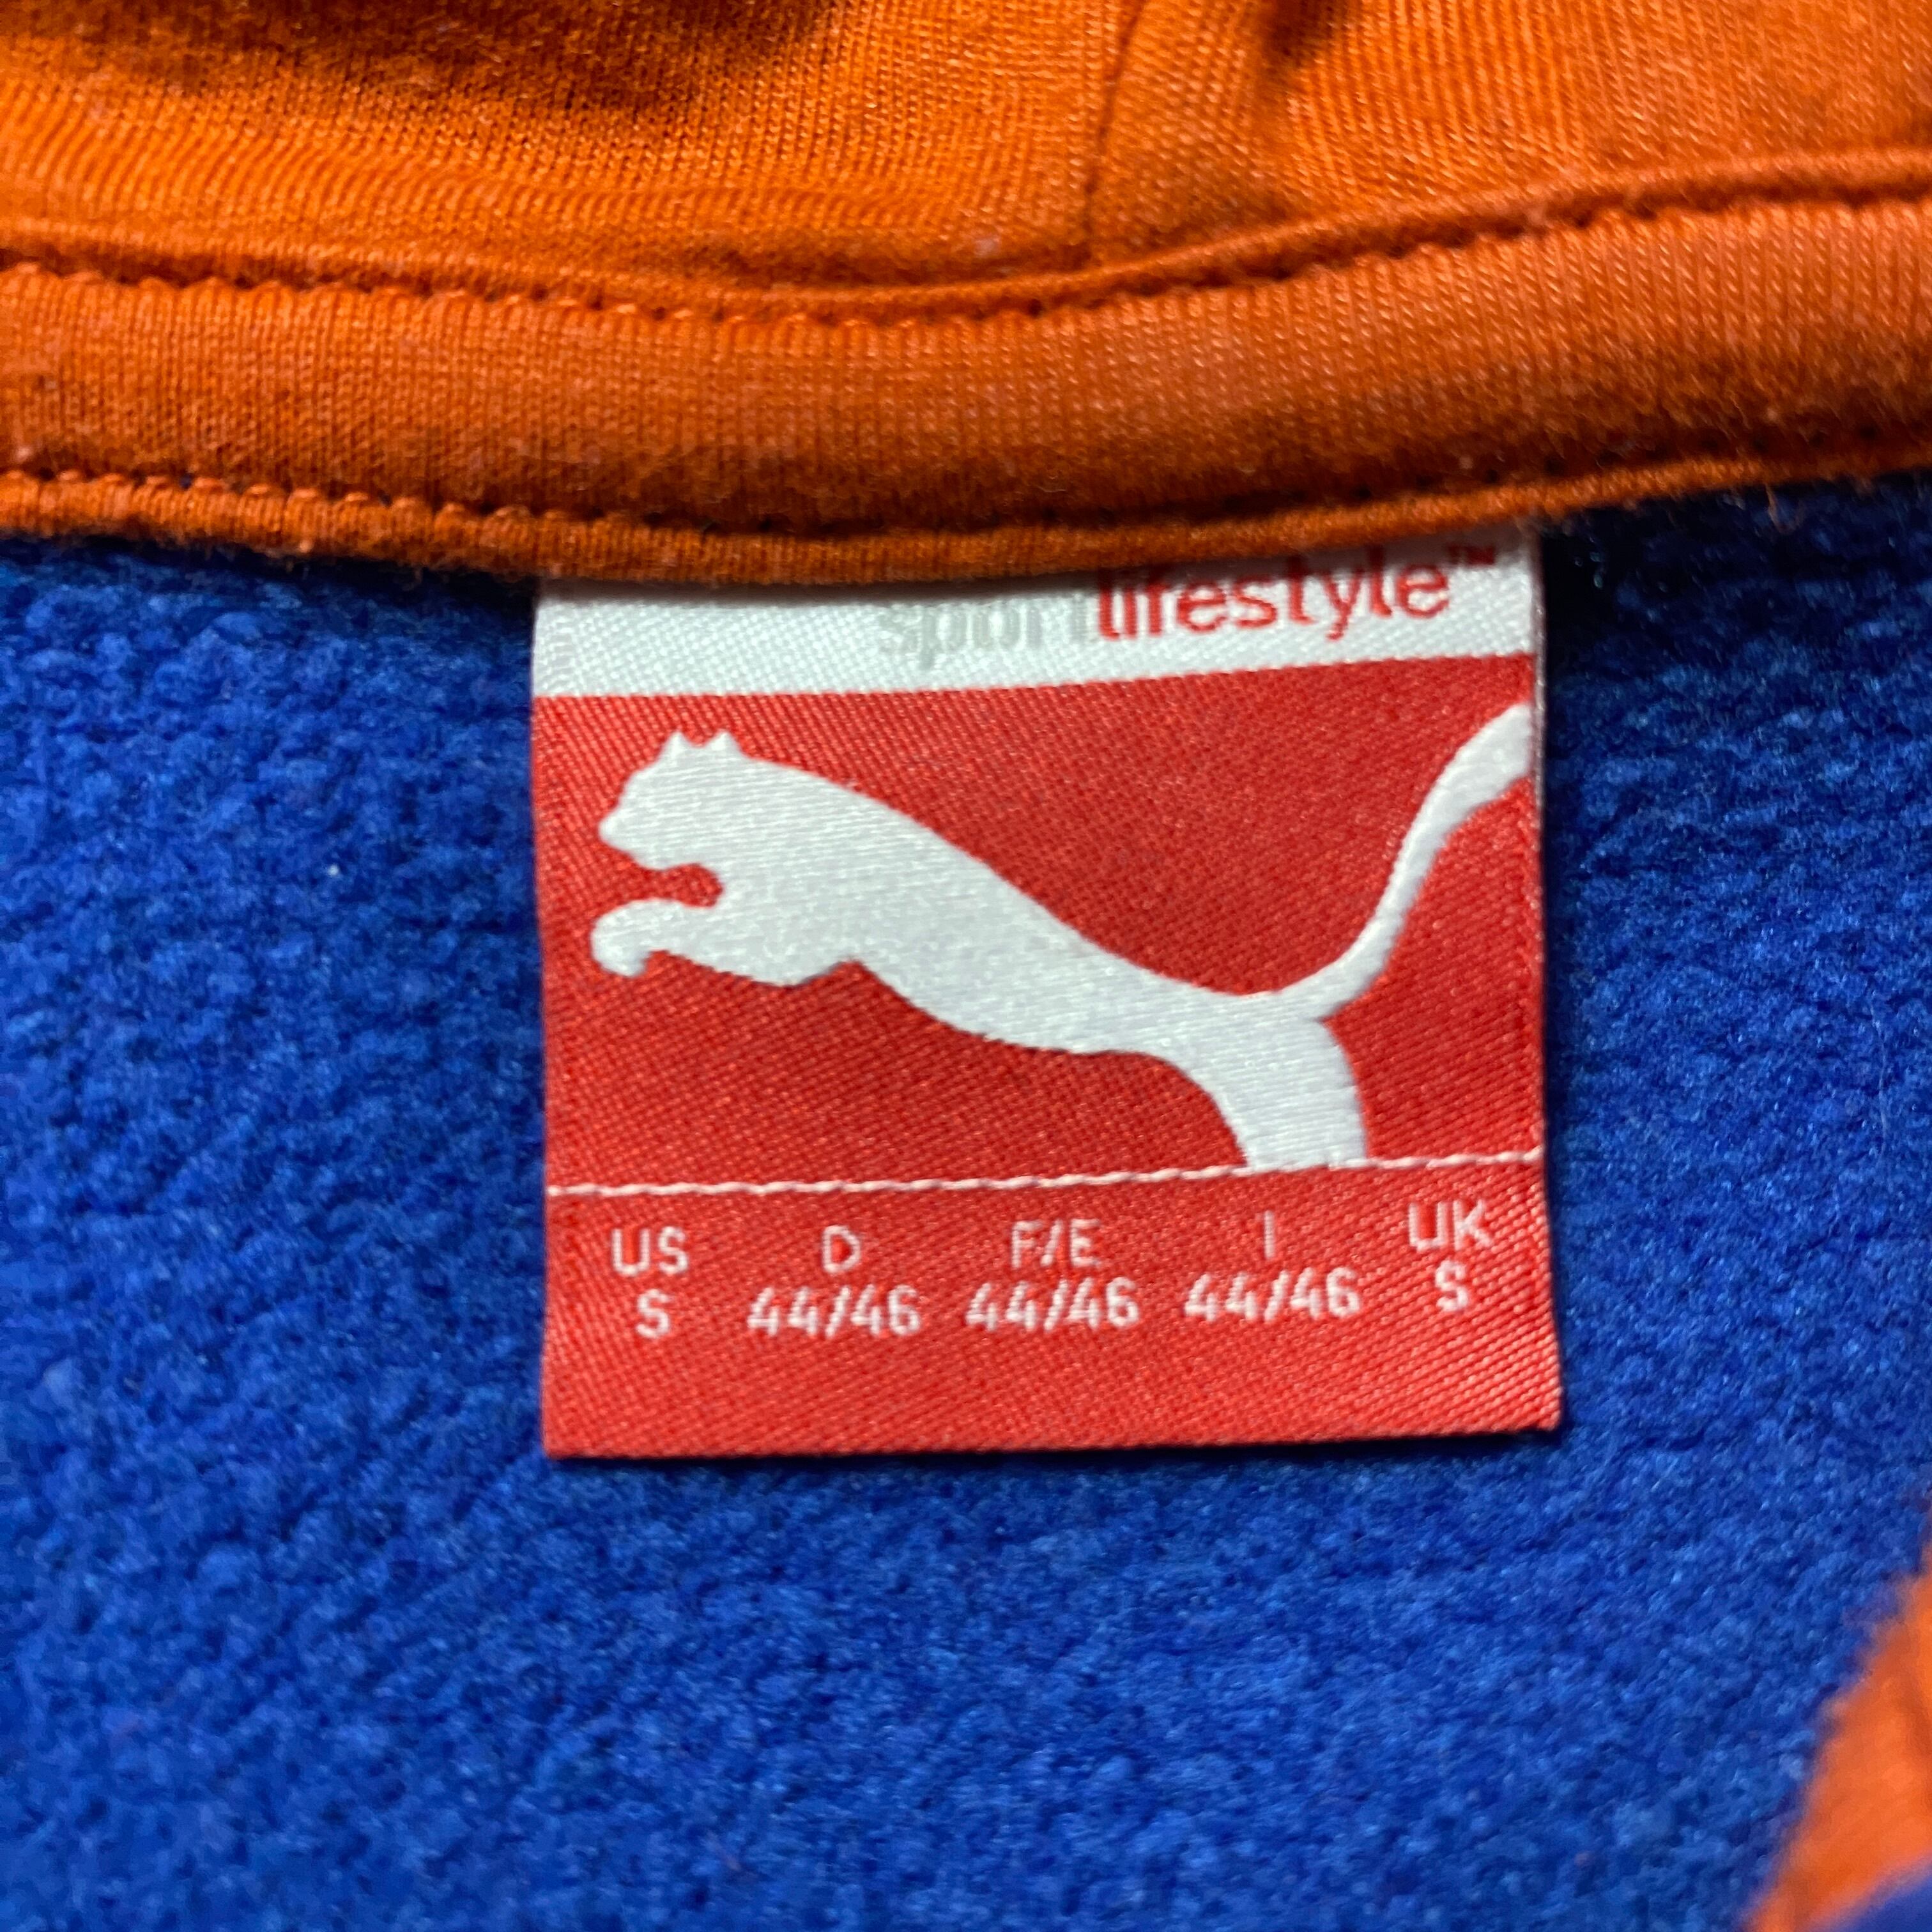 sportlifestyle™
US D F/E I UK
S 44/46 44/46 44/46 S